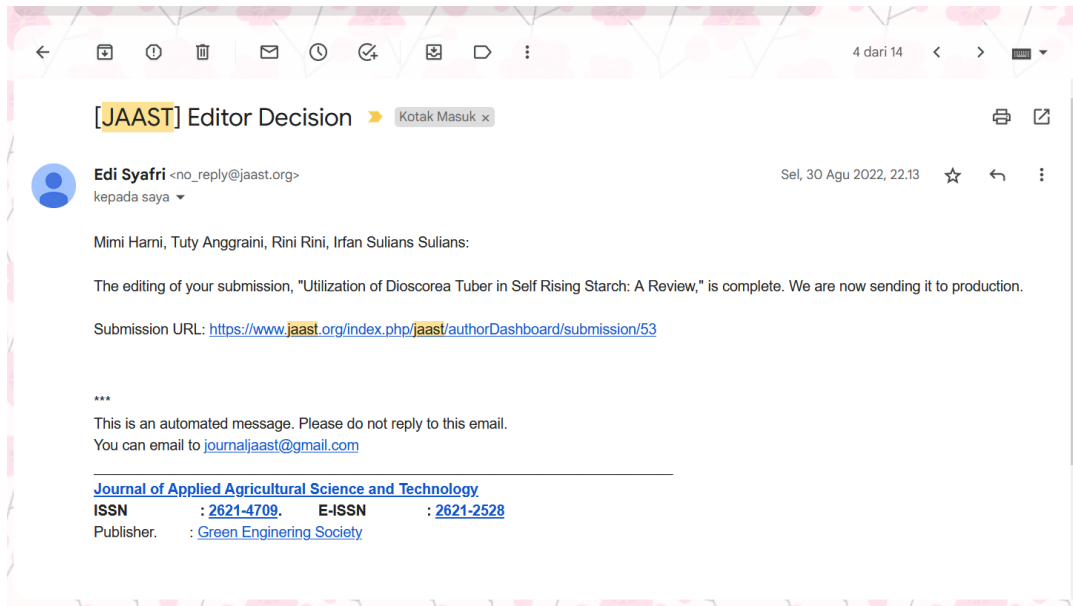 4 dari 14
[JAAST] Editor Decision Kotak Masuk ×
Edi Syafri <no_reply@jaast.org> Sel, 30 Agu 2022, 22.13
kepada saya
Mimi Harni, Tuty Anggraini, Rini Rini, Irfan Sulians Sulians:
The editing of your submission, "Utilization of Dioscorea Tuber in Self Rising Starch: A Review," is complete. We are now sending it to production.
Submission URL: https://www.jaast.org/index.php/jaast/authorDashboard/submission/53
***
This is an automated message. Please do not reply to this email.
You can email to journaljaast@gmail.com
Journal of Applied Agricultural Science and Technology
ISSN : 2621-4709. E-ISSN : 2621-2528
Publisher. : Green Enginering Society